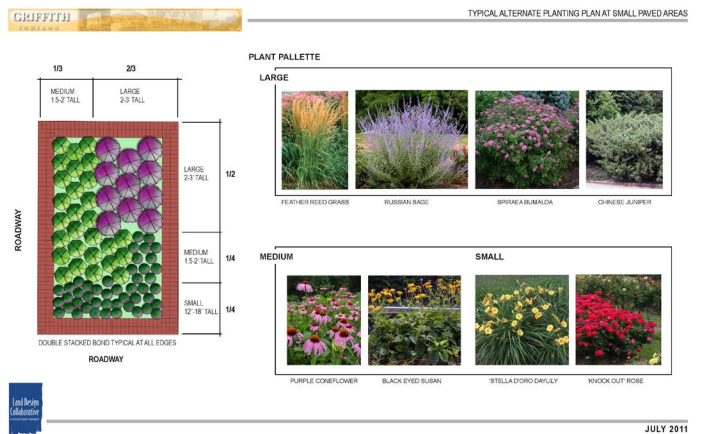 GRIFFITH
INDIANA
TYPICAL ALTERNATE PLANTING PLAN AT SMALL PAVED AREAS
PLANT PALLETTE
1/3
2/3
MEDIUM
1.5-2' TALL
LARGE
2-3' TALL
LARGE
2-3' TALL
1/2
MEDIUM
1.5-2' TALL
1/4
SMALL
12"-18" TALL
1/4
ROADWAY
DOUBLE STACKED BOND TYPICAL AT ALL EDGES
ROADWAY
LARGE
FEATHER REED GRASS
RUSSIAN SAGE
SPIRAEA BUMALDA
CHINESE JUNIPER
MEDIUM
SMALL
PURPLE CONEFLOWER
BLACK EYED SUSAN
'STELLA D'ORO DAYLILY
'KNOCK OUT' ROSE
Land Design
Collaborative
JULY 2011